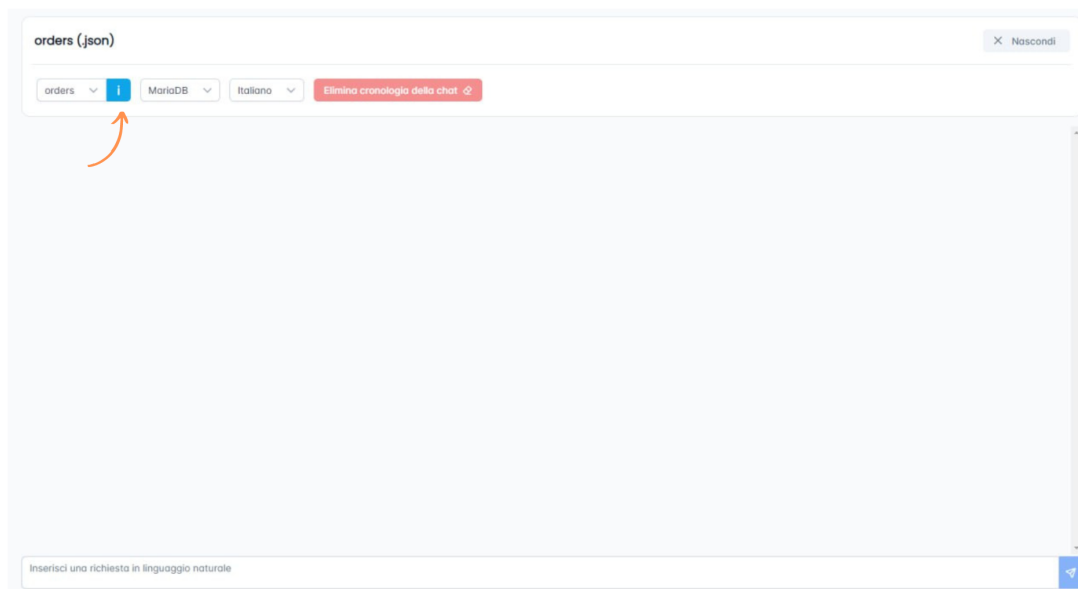 orders (.json)
Nascondi
orders
i
MariaDB
Italiano
Elimina cronologia della chat
Inserisci una richiesta in linguaggio naturale